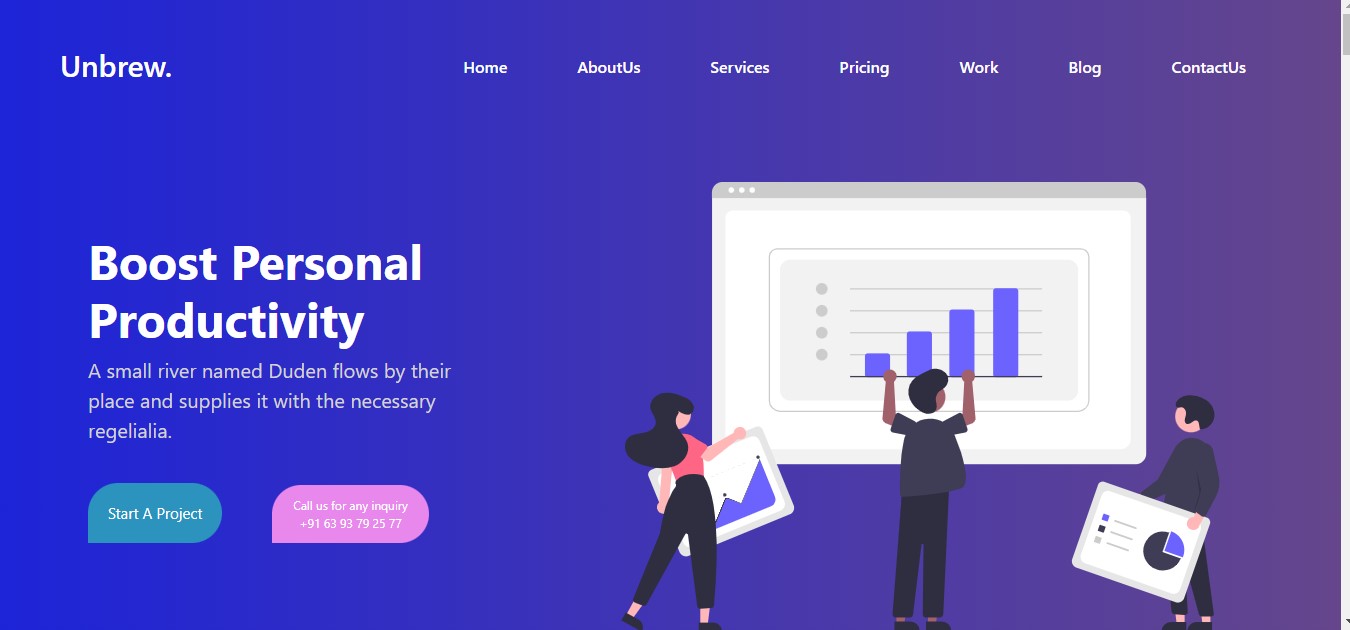 Unbrew.
Home AboutUs Services Pricing Work Blog ContactUs
Boost Personal
Productivity
A small river named Duden flows by their
place and supplies it with the necessary
regelialia.
Start A Project
Call us for any inquiry
+91 63 93 79 25 77